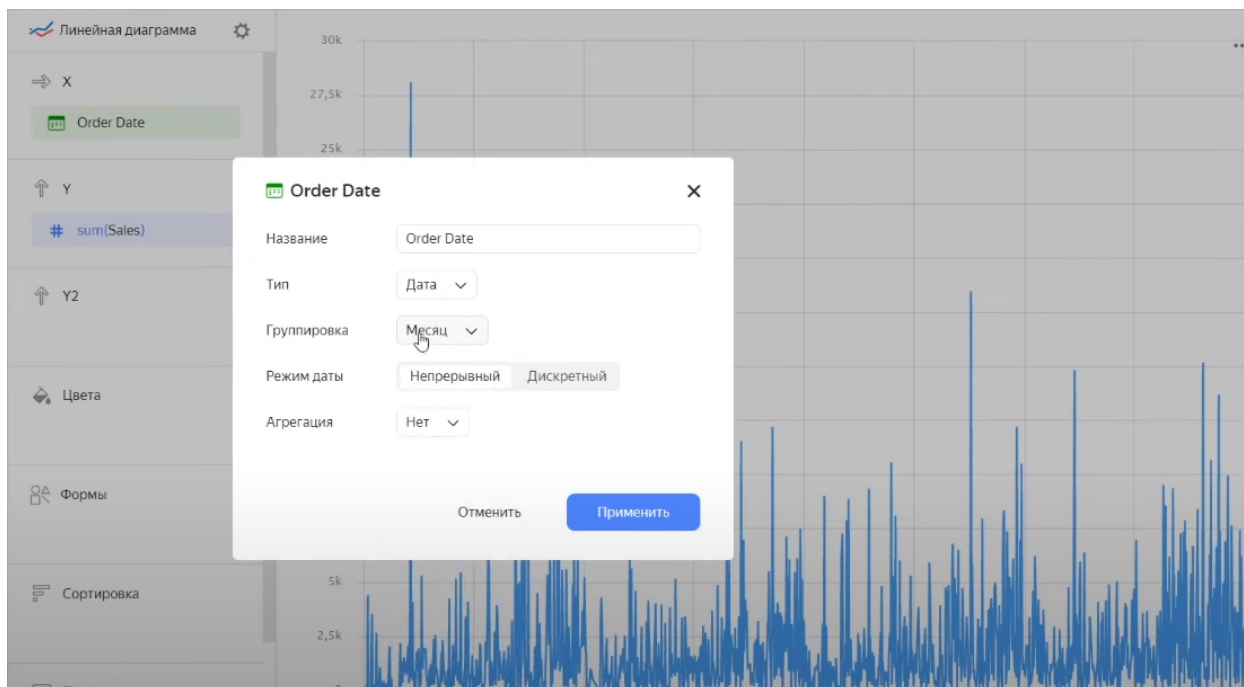 Линейная диаграмма
X
Order Date
Y
sum(Sales)
Y2
Цвета
Формы
Сортировка
30k
27,5k
25k
5k
2,5k
Order Date
Название
Order Date
Тип
Дата
Группировка
Месяц
Режим даты
Непрерывный
Дискретный
Агрегация
Нет
Отменить
Применить